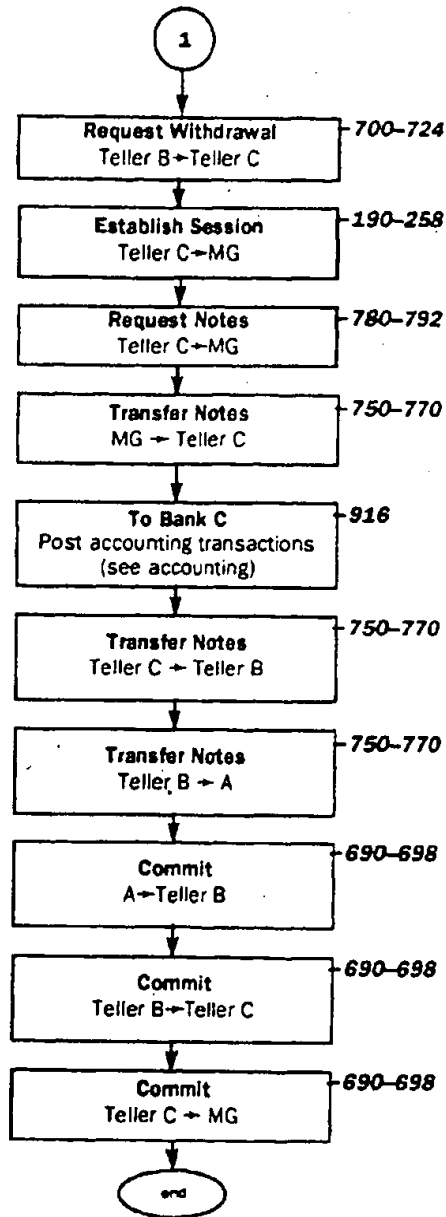 1
Request Withdrawal
Teller B→Teller C
700–724
Establish Session
Teller C→MG
190–258
Request Notes
Teller C→MG
780–792
Transfer Notes
MG → Teller C
750–770
To Bank C
Post accounting transactions
(see accounting)
916
Transfer Notes
Teller C → Teller B
750–770
Transfer Notes
Teller B → A
750–770
Commit
A→Teller B
690–698
Commit
Teller B→Teller C
690–698
Commit
Teller C → MG
690–698
end